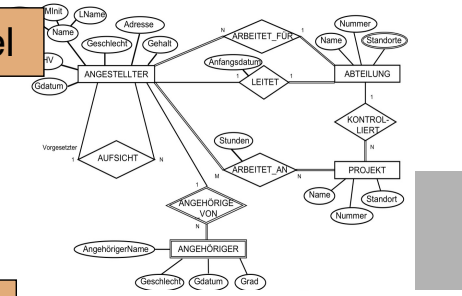 el
MInit
LName
Name
HV
Gdatum
Geschlecht
Adresse
Gehalt
ANGESTELLTER
N
ARBEITET_FÜR
1
Anfangsdatum
1
LEITET
1
Name
Nummer
Standorte
ABTEILUNG
1
KONTROL-
LIERT
N
Vorgesetzter
1
AUFSICHT
N
Stunden
M
ARBEITET_AN
N
PROJEKT
Name
Nummer
Standort
1
ANGEHÖRIGE
VON
N
AngehörigerName
ANGEHÖRIGER
Geschlecht
Gdatum
Grad